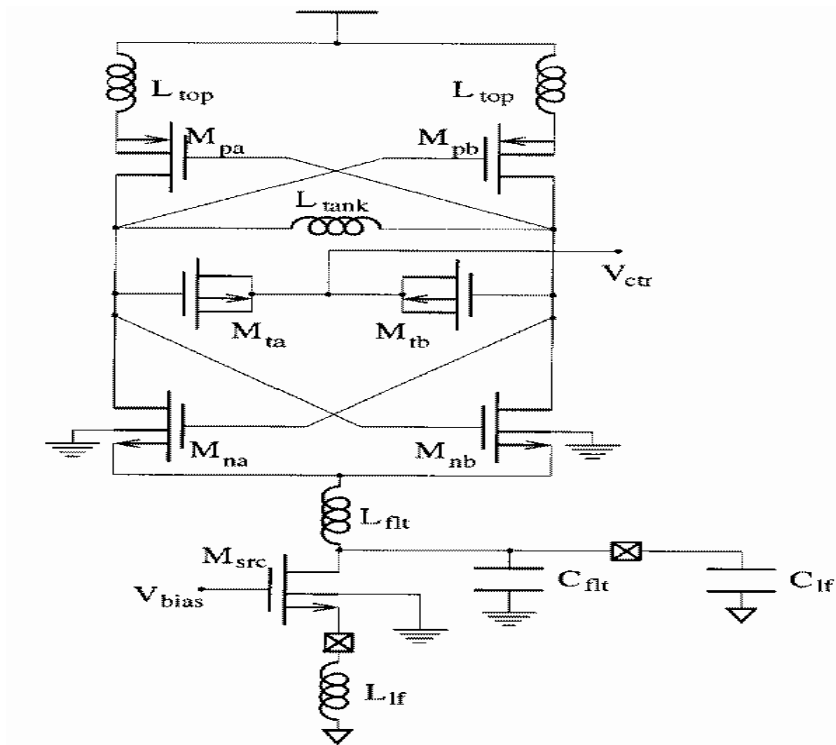 L top
L top
M pa
M pb
L tank
V ctr
M ta
M tb
M na
M nb
L flt
M src
V bias
C flt
C lf
L lf